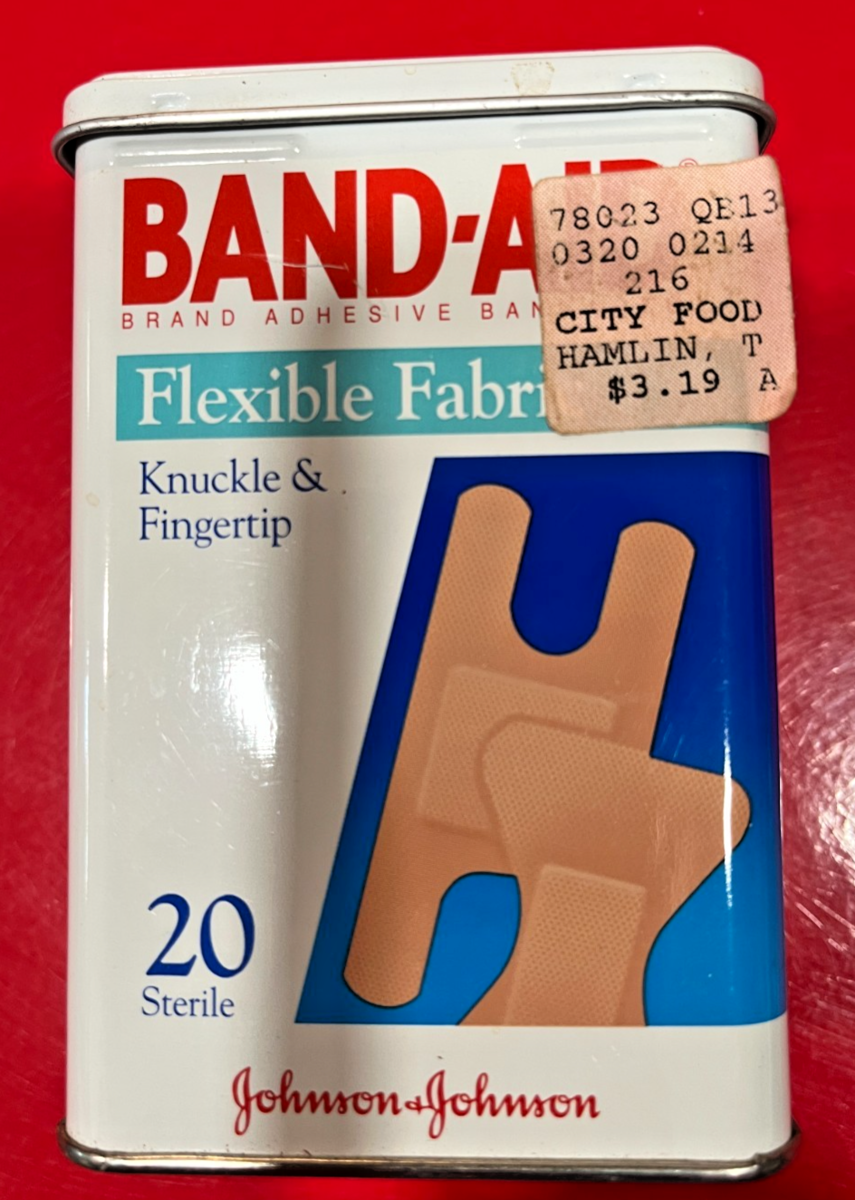 BAND-AI
®
BRAND ADHESIVE BAN
Flexible Fabri
Knuckle &
Fingertip
78023 QB13
0320 0214
216
CITY FOOD
HAMLIN, T
$3.19 A
20
Sterile
Johnson & Johnson